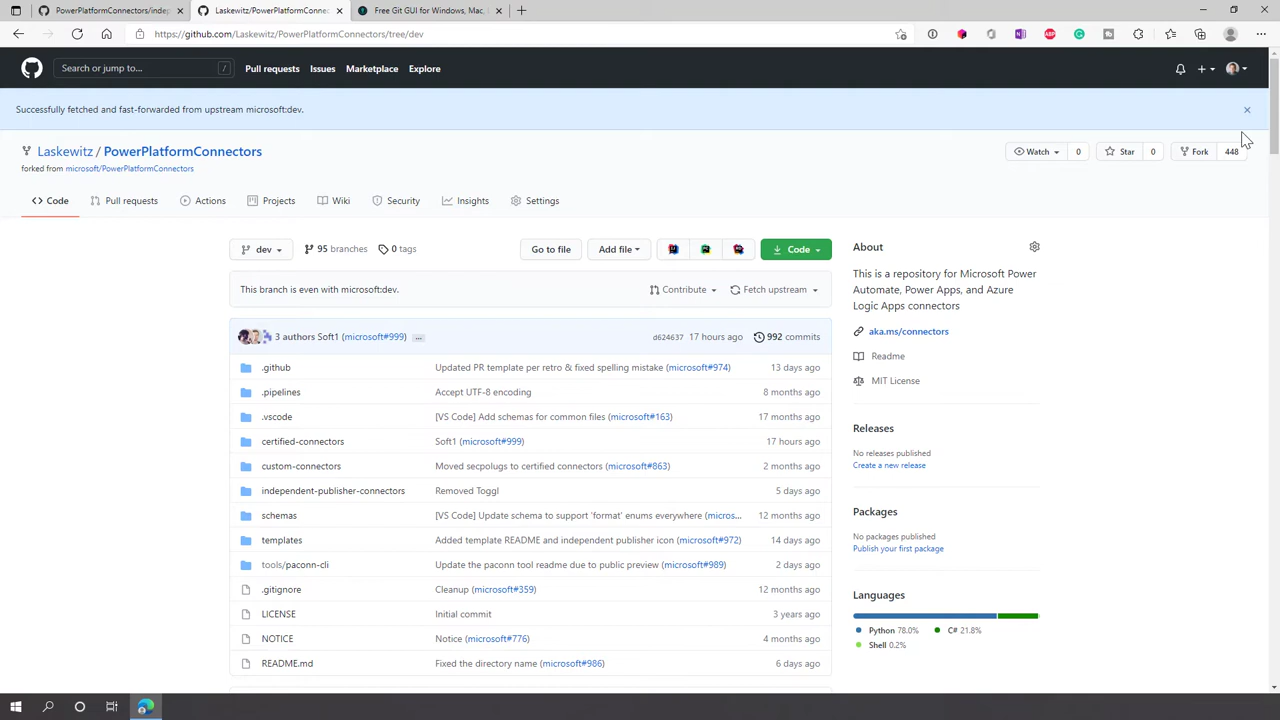 PowerPlatformConnectors/indep
Laskewitz/PowerPlatformConnec
Free Git GUI for Windows, Mac, L
https://github.com/Laskewitz/PowerPlatformConnectors/tree/dev
Search or jump to...
/
Pull requests
Issues
Marketplace
Explore
Successfully fetched and fast-forwarded from upstream microsoft:dev.
Laskewitz / PowerPlatformConnectors
Watch 0
Star 0
Fork 448
forked from microsoft/PowerPlatformConnectors
Code
Pull requests
Actions
Projects
Wiki
Security
Insights
Settings
dev
95 branches
0 tags
Go to file
Add file
Code
About
This is a repository for Microsoft Power
Automate, Power Apps, and Azure
Logic Apps connectors
aka.ms/connectors
Readme
MIT License
This branch is even with microsoft:dev.
Contribute
Fetch upstream
3 authors Soft1 (microsoft#999) ...
d624637 17 hours ago
992 commits
.github Updated PR template per retro & fixed spelling mistake (microsoft#974) 13 days ago
.pipelines Accept UTF-8 encoding 8 months ago
.vscode [VS Code] Add schemas for common files (microsoft#163) 17 months ago
certified-connectors Soft1 (microsoft#999) 17 hours ago
custom-connectors Moved secpolugs to certified connectors (microsoft#863) 2 months ago
independent-publisher-connectors Removed Toggl 5 days ago
schemas [VS Code] Update schema to support 'format' enums everywhere (micros... 12 months ago
templates Added template README and independent publisher icon (microsoft#972) 14 days ago
tools/paconn-cli Update the paconn tool readme due to public preview (microsoft#989) 2 days ago
.gitignore Cleanup (microsoft#359) 12 months ago
LICENSE Initial commit 3 years ago
NOTICE Notice (microsoft#776) 4 months ago
README.md Fixed the directory name (microsoft#986) 6 days ago
Releases
No releases published
Create a new release
Packages
No packages published
Publish your first package
Languages
Python 78.0%
C# 21.8%
Shell 0.2%